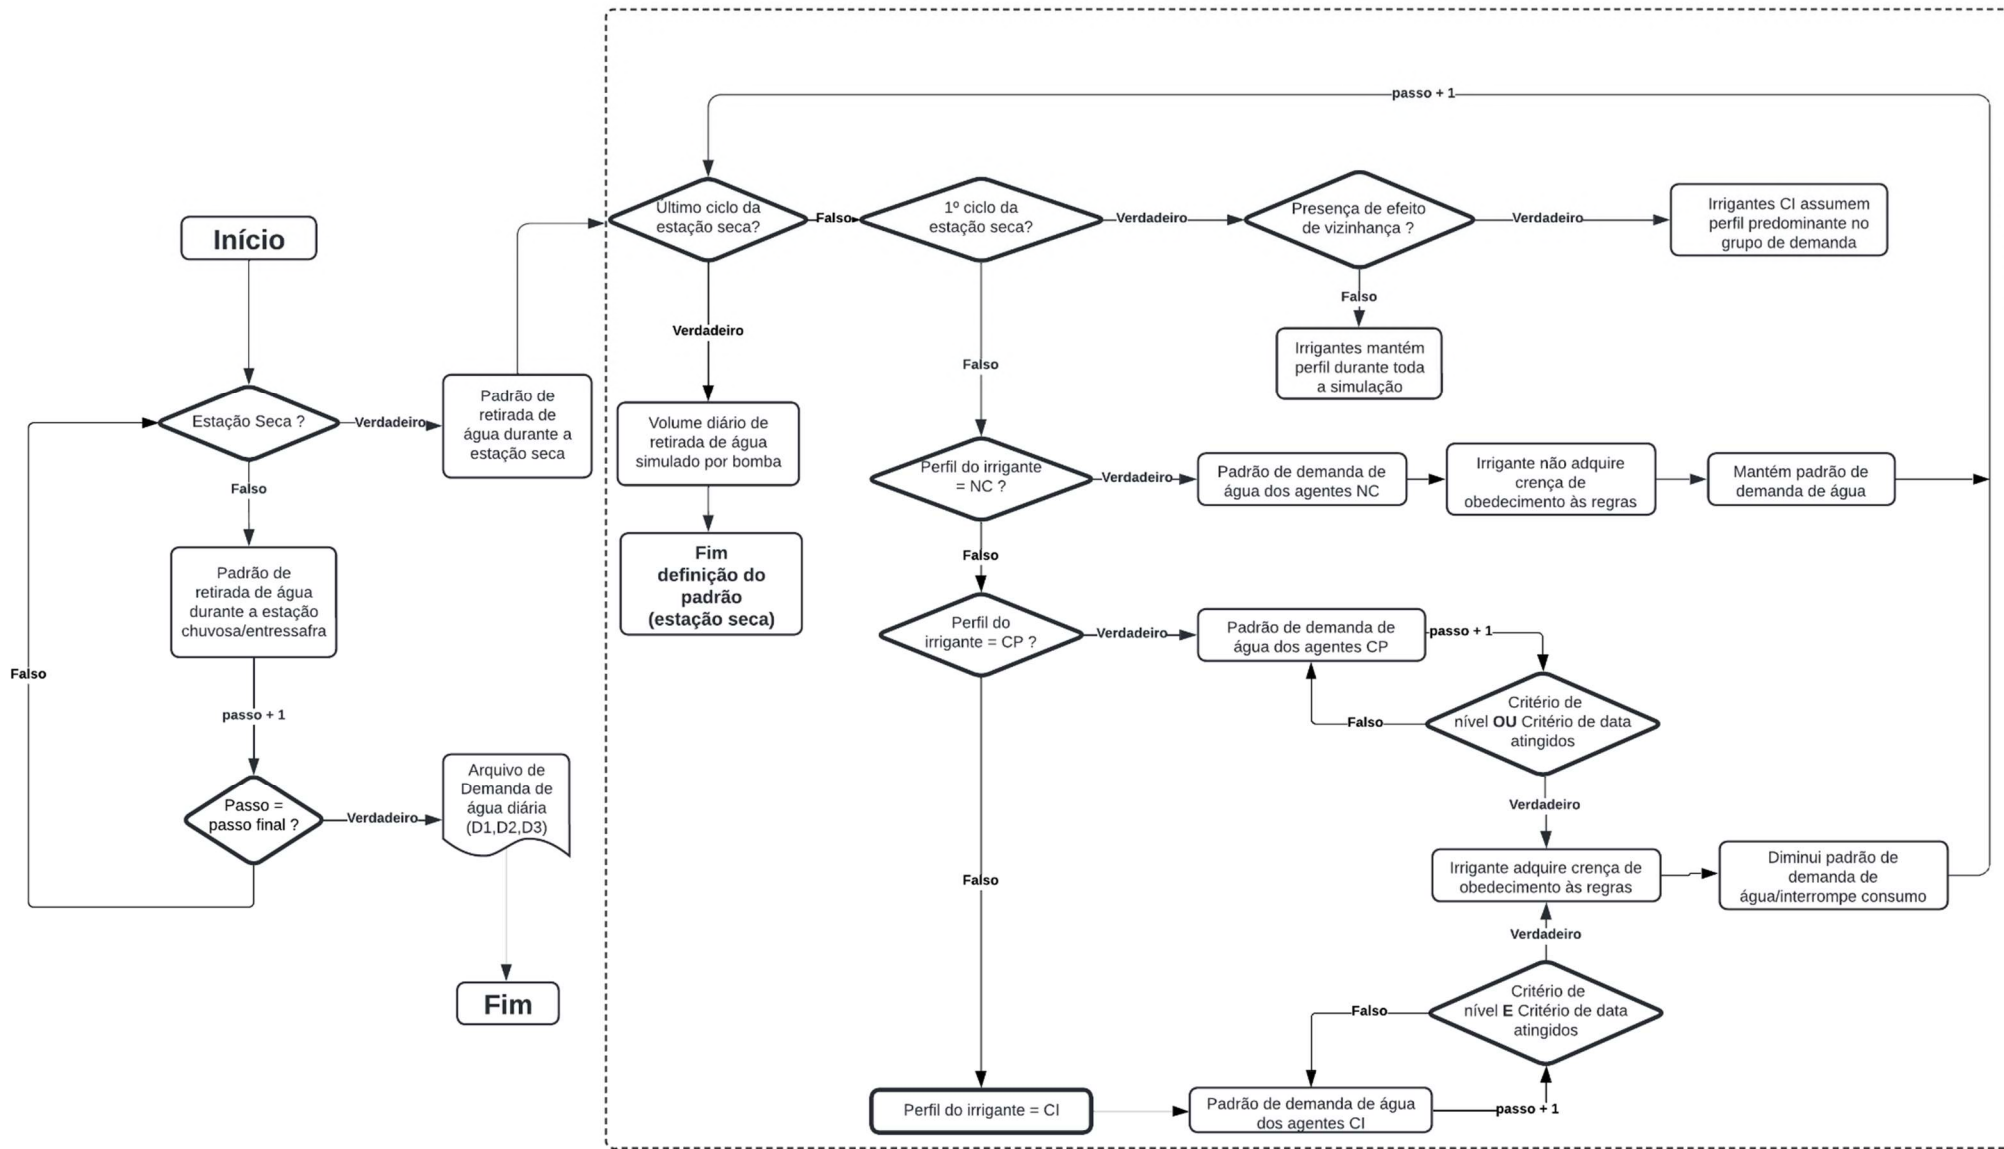 Início
Estação Seca ?
Verdadeiro
Falso
Padrão de
retirada de
água durante a
estação seca
Padrão de
retirada de água
durante a estação
chuvosa/entressafra
Falso
passo + 1
Passo =
passo final ?
Verdadeiro
Arquivo de
Demanda de
água diária
(D1,D2,D3)
Fim
passo + 1
Último ciclo da
estação seca?
Falso
Verdadeiro
Volume diário de
retirada de água
simulado por bomba
Fim
definição do
padrão
(estação seca)
1º ciclo da
estação seca?
Verdadeiro
Falso
Presença de efeito
de vizinhança ?
Verdadeiro
Irrigantes CI assumem
perfil predominante no
grupo de demanda
Falso
Irrigantes mantém
perfil durante toda
a simulação
Perfil do irrigante
= NC ?
Verdadeiro
Padrão de demanda de
água dos agentes NC
Irrigante não adquire
crença de
obedecimento às regras
Mantém padrão de
demanda de água
Falso
Perfil do
irrigante = CP ?
Verdadeiro
Padrão de demanda de
água dos agentes CP
passo + 1
Critério de
nível OU Critério de data
atingidos
Falso
Verdadeiro
Irrigante adquire crença de
obedecimento às regras
Diminui padrão de
demanda de
água/interrompe consumo
Verdadeiro
Falso
Critério de
nível E Critério de data
atingidos
Falso
Perfil do irrigante = CI
Padrão de demanda de água
dos agentes CI
passo + 1